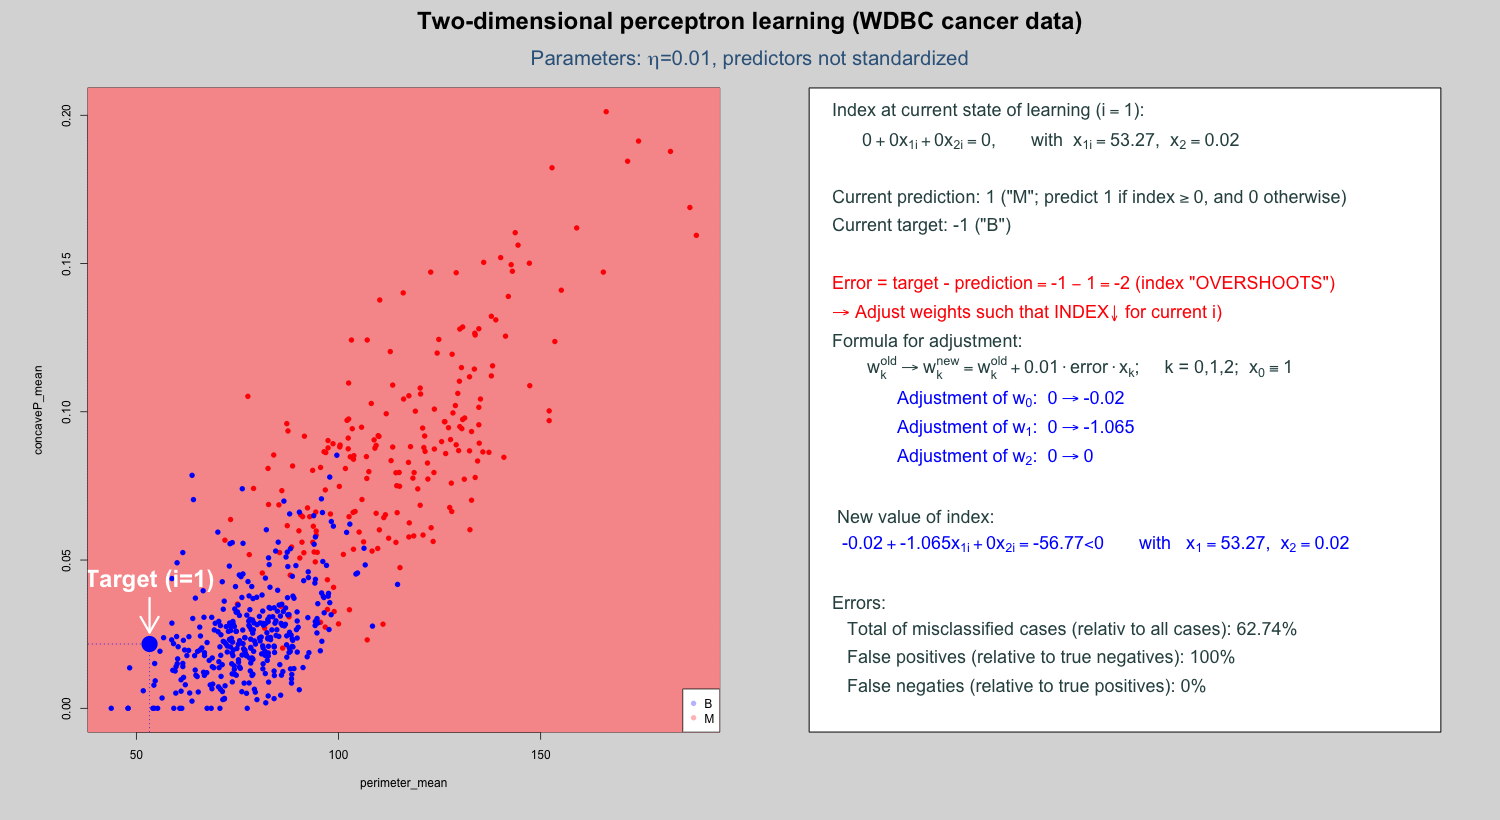 Two-dimensional perceptron learning (WDBC cancer data)
Parameters: η=0.01, predictors not standardized
0.20
0.15
0.10
0.05
0.00
concaveP_mean
Target (i=1)
B
M
50
100
150
perimeter_mean
Index at current state of learning (i = 1):
0 + 0x1i + 0x2i = 0, with x1i = 53.27, x2 = 0.02
Current prediction: 1 ("M"; predict 1 if index ≥ 0, and 0 otherwise)
Current target: -1 ("B")
Error = target - prediction = -1 − 1 = -2 (index "OVERSHOOTS")
→ Adjust weights such that INDEX↓ for current i)
Formula for adjustment:
w_k^old → w_k^new = w_k^old + 0.01 · error · x_k; k = 0,1,2; x0 ≡ 1
Adjustment of w0: 0 → -0.02
Adjustment of w1: 0 → -1.065
Adjustment of w2: 0 → 0
New value of index:
-0.02 + -1.065x1i + 0x2i = -56.77<0 with x1 = 53.27, x2 = 0.02
Errors:
Total of misclassified cases (relativ to all cases): 62.74%
False positives (relative to true negatives): 100%
False negaties (relative to true positives): 0%